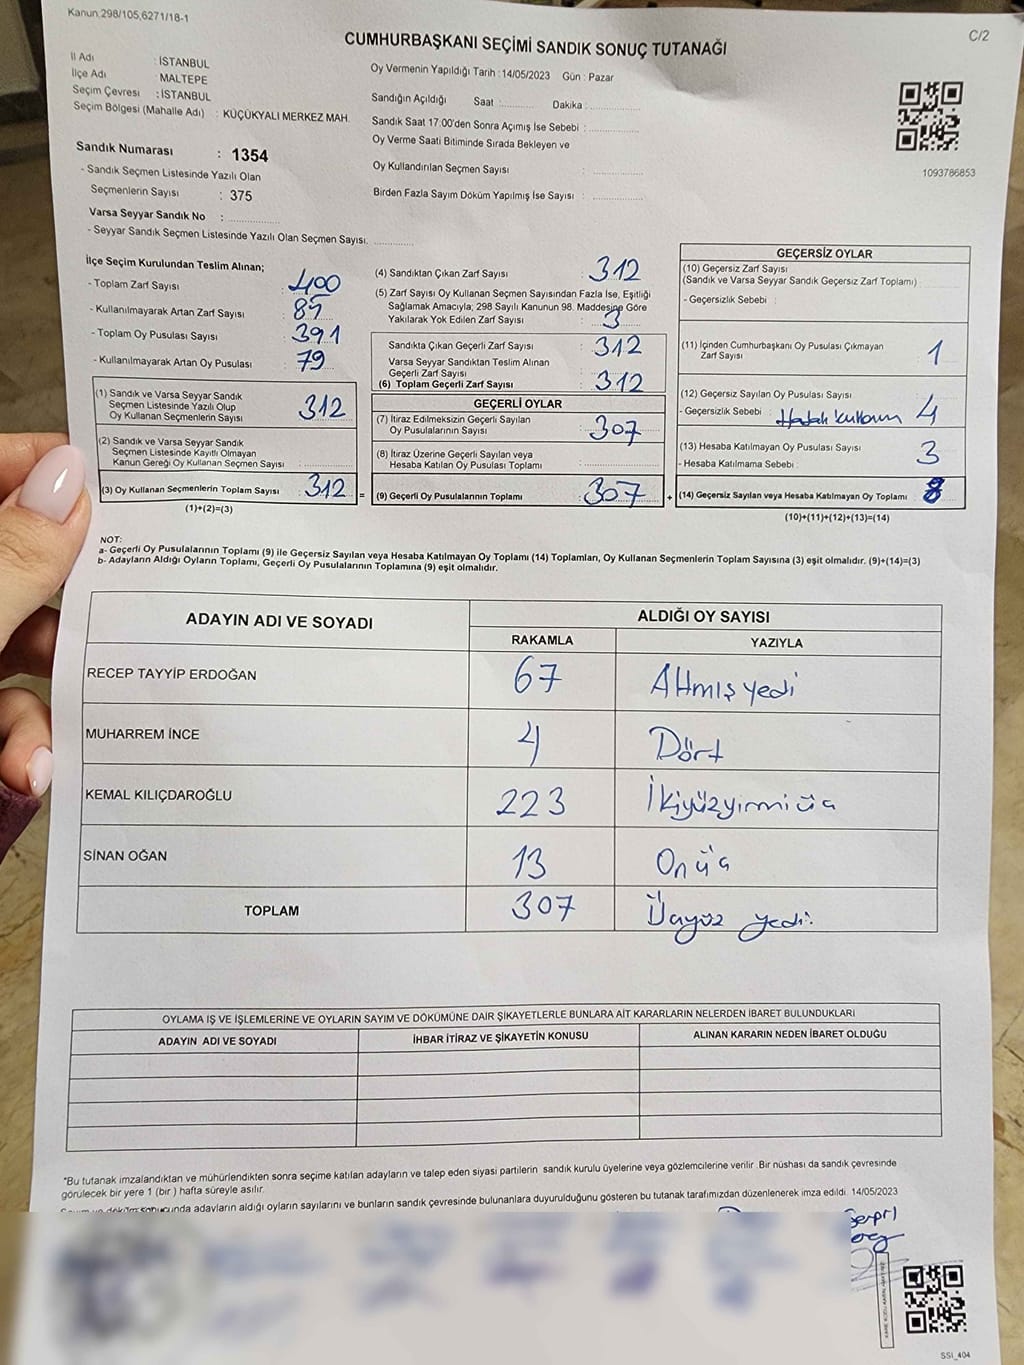 Kanun,298/105,6271/18-1
C/2
CUMHURBAŞKANI SEÇİMİ SANDIK SONUÇ TUTANAĞI
İl Adı : İSTANBUL
İlçe Adı : MALTEPE
Seçim Çevresi : İSTANBUL
Seçim Bölgesi (Mahalle Adı) : KÜÇÜKYALI MERKEZ MAH.
Sandık Numarası : 1354
- Sandık Seçmen Listesinde Yazılı Olan
Seçmenlerin Sayısı : 375
Varsa Seyyar Sandık No :
- Seyyar Sandık Seçmen Listesinde Yazılı Olan Seçmen Sayısı:
Oy Vermenin Yapıldığı Tarih : 14/05/2023 Gün : Pazar
Sandığın Açıldığı Saat : Dakika :
Sandık Saat 17:00'den Sonra Açımış İse Sebebi :
Oy Verme Saati Bitiminde Sırada Bekleyen ve
Oy Kullandırılan Seçmen Sayısı :
Birden Fazla Sayım Döküm Yapılmış İse Sayısı :
1093786853
İlçe Seçim Kurulundan Teslim Alınan;
- Toplam Zarf Sayısı : 400
- Kullanılmayarak Artan Zarf Sayısı : 85
- Toplam Oy Pusulası Sayısı : 391
- Kullanılmayarak Artan Oy Pusulası : 79
(1) Sandık ve Varsa Seyyar Sandık
Seçmen Listesinde Yazılı Olup
Oy Kullanan Seçmenlerin Sayısı : 312
(2) Sandık ve Varsa Seyyar Sandık
Seçmen Listesinde Kayıtlı Olmayan
Kanun Gereği Oy Kullanan Seçmen Sayısı :
(3) Oy Kullanan Seçmenlerin Toplam Sayısı : 312 =
(1)+(2)=(3)
(4) Sandıktan Çıkan Zarf Sayısı : 312
(5) Zarf Sayısı Oy Kullanan Seçmen Sayısından Fazla İse, Eşitliği
Sağlamak Amacıyla; 298 Sayılı Kanunun 98. Maddesine Göre
Yakılarak Yok Edilen Zarf Sayısı : 3
Sandıkta Çıkan Geçerli Zarf Sayısı : 312
Varsa Seyyar Sandıktan Teslim Alınan
Geçerli Zarf Sayısı :
(6) Toplam Geçerli Zarf Sayısı : 312
GEÇERLİ OYLAR
(7) İtiraz Edilmeksizin Geçerli Sayılan
Oy Pusulalarının Sayısı : 307
(8) İtiraz Üzerine Geçerli Sayılan veya
Hesaba Katılan Oy Pusulası Toplamı :
(9) Geçerli Oy Pusulalarının Toplamı : 307 +
GEÇERSİZ OYLAR
(10) Geçersiz Zarf Sayısı
(Sandık ve Varsa Seyyar Sandık Geçersiz Zarf Toplamı) :
- Geçersizlik Sebebi :
(11) İçinden Cumhurbaşkanı Oy Pusulası Çıkmayan
Zarf Sayısı 1
(12) Geçersiz Sayılan Oy Pusulası Sayısı :
- Geçersizlik Sebebi : Hatalı kullanım 4
(13) Hesaba Katılmayan Oy Pusulası Sayısı : 3
- Hesaba Katılmama Sebebi :
(14) Geçersiz Sayılan veya Hesaba Katılmayan Oy Toplamı : 8
(10)+(11)+(12)+(13)=(14)
NOT:
a- Geçerli Oy Pusulalarının Toplamı (9) ile Geçersiz Sayılan veya Hesaba Katılmayan Oy Toplamı (14) Toplamları, Oy Kullanan Seçmenlerin Toplam Sayısına (3) eşit olmalıdır. (9)+(14)=(3)
b- Adayların Aldığı Oyların Toplamı, Geçerli Oy Pusulalarının Toplamına (9) eşit olmalıdır.
ADAYIN ADI VE SOYADI ALDIĞI OY SAYISI
RAKAMLA YAZIYLA
RECEP TAYYİP ERDOĞAN 67 Altmış yedi
MUHARREM İNCE 4 Dört
KEMAL KILIÇDAROĞLU 223 İkiyüzyirmiüç
SİNAN OĞAN 13 Onüç
TOPLAM 307 Üçyüz yedi.
OYLAMA İŞ VE İŞLEMLERİNE VE OYLARIN SAYIM VE DÖKÜMÜNE DAİR ŞİKAYETLERLE BUNLARA AİT KARARLARIN NELERDEN İBARET BULUNDUKLARI
ADAYIN ADI VE SOYADI İHBAR İTİRAZ VE ŞİKAYETİN KONUSU ALINAN KARARIN NEDEN İBARET OLDUĞU
"Bu tutanak imzalandıktan ve mühürlendikten sonra seçime katılan adayların ve talep eden siyasi partilerin sandık kurulu üyelerine veya gözlemcilerine verilir .Bir nüshası da sandık çevresinde
görülecek bir yere 1 (bir ) hafta süreyle asılır.
Sayım ve döküm sonucunda adayların aldığı oyların sayılarını ve bunların sandık çevresinde bulunanlara duyurulduğunu gösteren bu tutanak tarafımızdan düzenlenerek imza edildi. 14/05/2023
SSİ_404